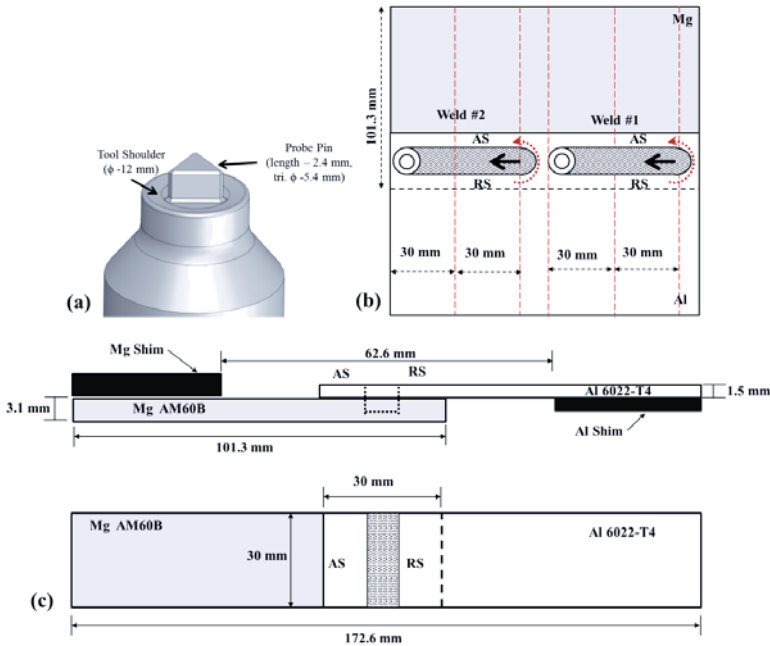 Tool Shoulder
(ϕ -12 mm)
Probe Pin
(length – 2.4 mm,
tri. ϕ -5.4 mm)
(a)
Mg
101.3 mm
Weld #2
Weld #1
AS
AS
RS
RS
30 mm
30 mm
30 mm
30 mm
(b)
Al
Mg Shim
62.6 mm
AS
RS
3.1 mm
Mg AM60B
Al 6022-T4
1.5 mm
Al Shim
101.3 mm
30 mm
Mg AM60B
Al 6022-T4
30 mm
AS
RS
(c)
172.6 mm